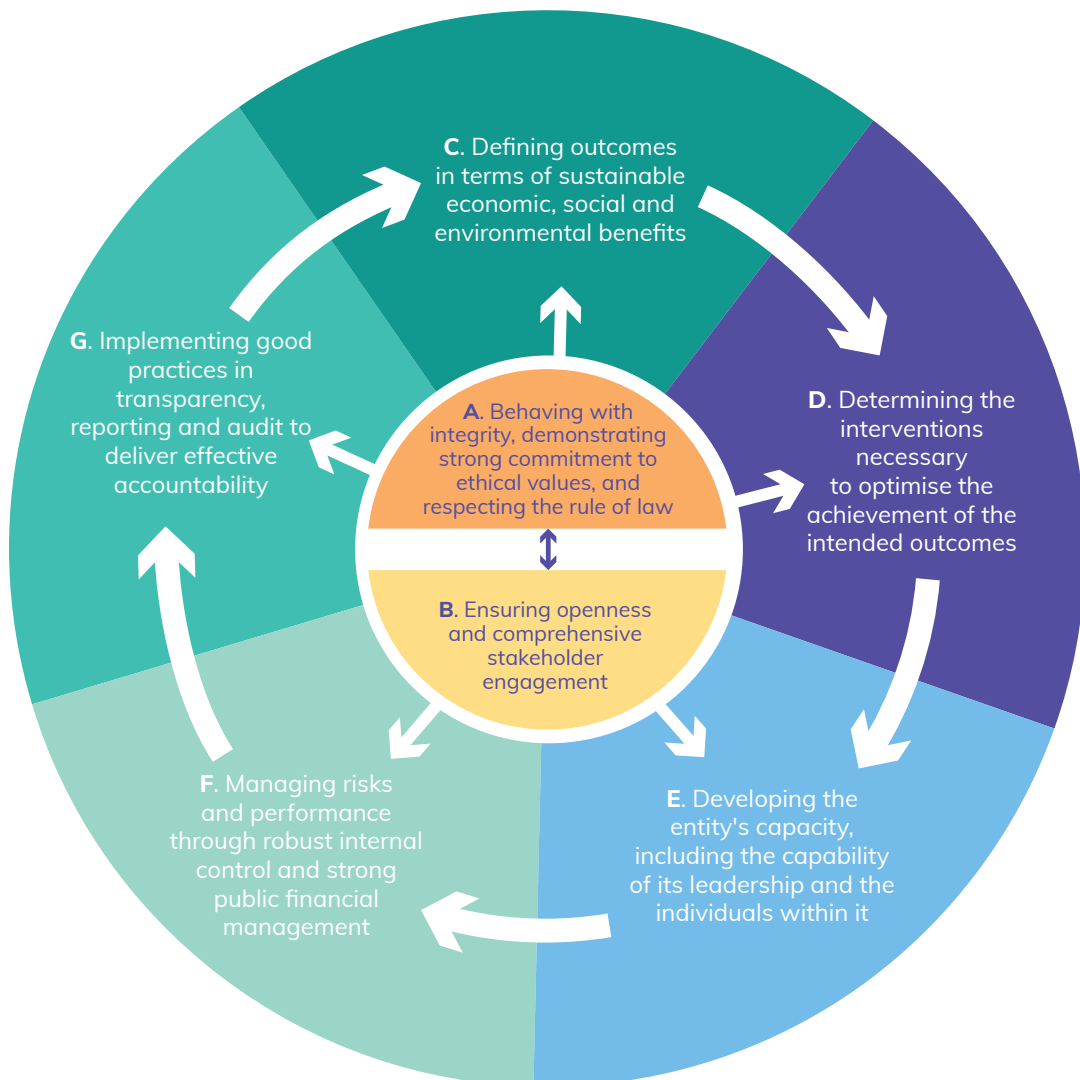 C. Defining outcomes
in terms of sustainable
economic, social and
environmental benefits
D. Determining the
interventions
necessary
to optimise the
achievement of the
intended outcomes
E. Developing the
entity's capacity,
including the capability
of its leadership and the
individuals within it
F. Managing risks
and performance
through robust internal
control and strong
public financial
management
G. Implementing good
practices in
transparency,
reporting and audit to
deliver effective
accountability
A. Behaving with
integrity, demonstrating
strong commitment to
ethical values, and
respecting the rule of law
B. Ensuring openness
and comprehensive
stakeholder
engagement